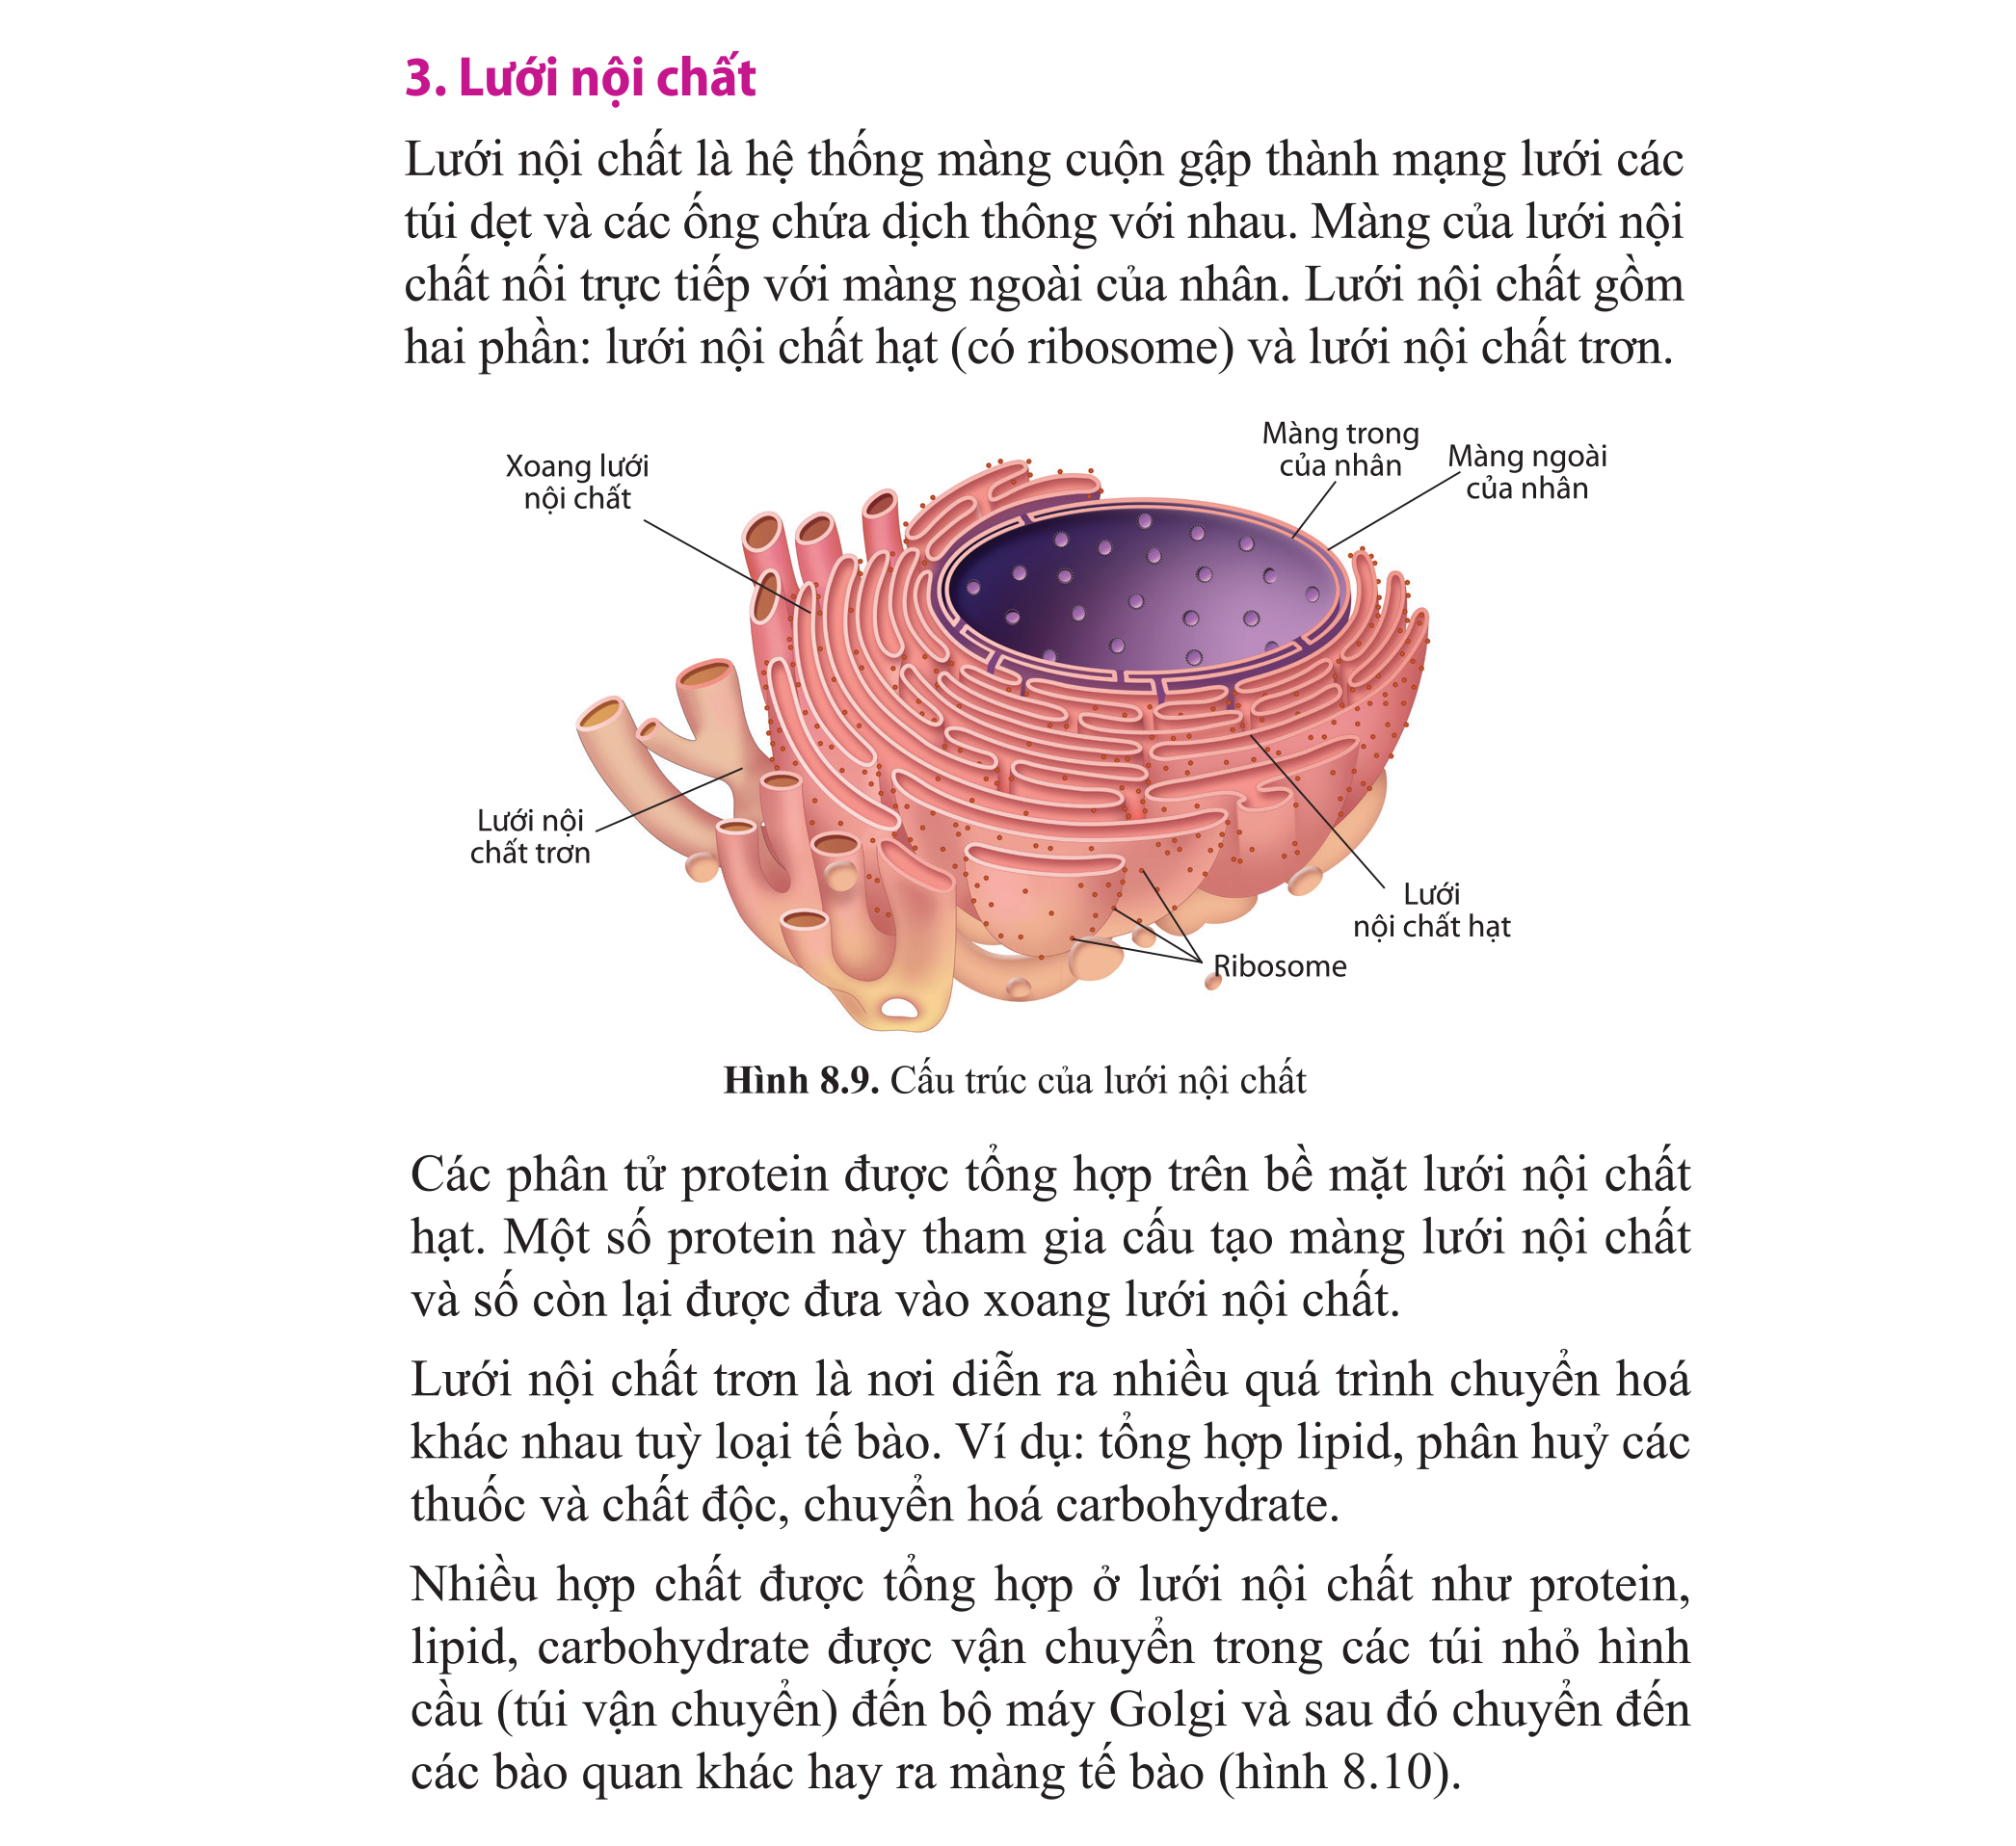 3. Lưới nội chất
Lưới nội chất là hệ thống màng cuộn gập thành mạng lưới các
túi dẹt và các ống chứa dịch thông với nhau. Màng của lưới nội
chất nối trực tiếp với màng ngoài của nhân. Lưới nội chất gồm
hai phần: lưới nội chất hạt (có ribosome) và lưới nội chất trơn.
Xoang lưới
nội chất
Màng trong
của nhân
Màng ngoài
của nhân
Lưới nội
chất trơn
Lưới
nội chất hạt
Ribosome
Hình 8.9. Cấu trúc của lưới nội chất
Các phân tử protein được tổng hợp trên bề mặt lưới nội chất
hạt. Một số protein này tham gia cấu tạo màng lưới nội chất
và số còn lại được đưa vào xoang lưới nội chất.
Lưới nội chất trơn là nơi diễn ra nhiều quá trình chuyển hoá
khác nhau tuỳ loại tế bào. Ví dụ: tổng hợp lipid, phân huỷ các
thuốc và chất độc, chuyển hoá carbohydrate.
Nhiều hợp chất được tổng hợp ở lưới nội chất như protein,
lipid, carbohydrate được vận chuyển trong các túi nhỏ hình
cầu (túi vận chuyển) đến bộ máy Golgi và sau đó chuyển đến
các bào quan khác hay ra màng tế bào (hình 8.10).